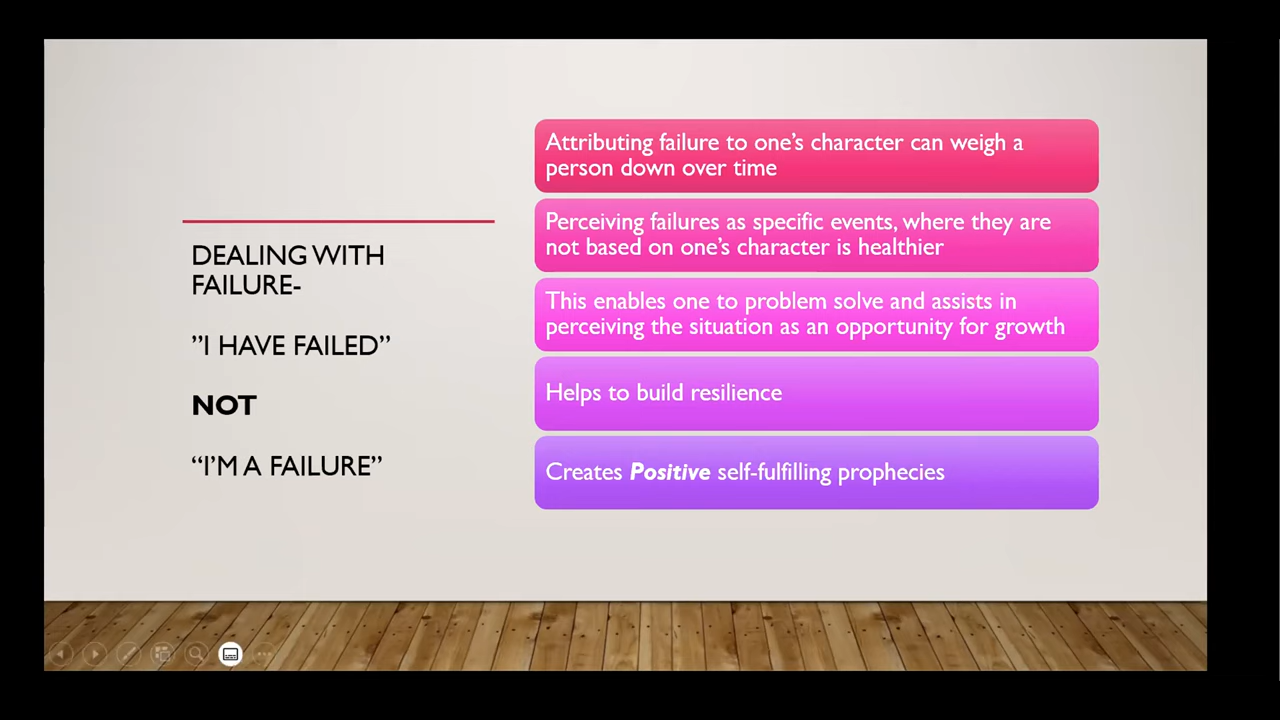 DEALING WITH
FAILURE-
”I HAVE FAILED”
NOT
“I’M A FAILURE”
Attributing failure to one’s character can weigh a
person down over time
Perceiving failures as specific events, where they are
not based on one’s character is healthier
This enables one to problem solve and assists in
perceiving the situation as an opportunity for growth
Helps to build resilience
Creates Positive self-fulfilling prophecies